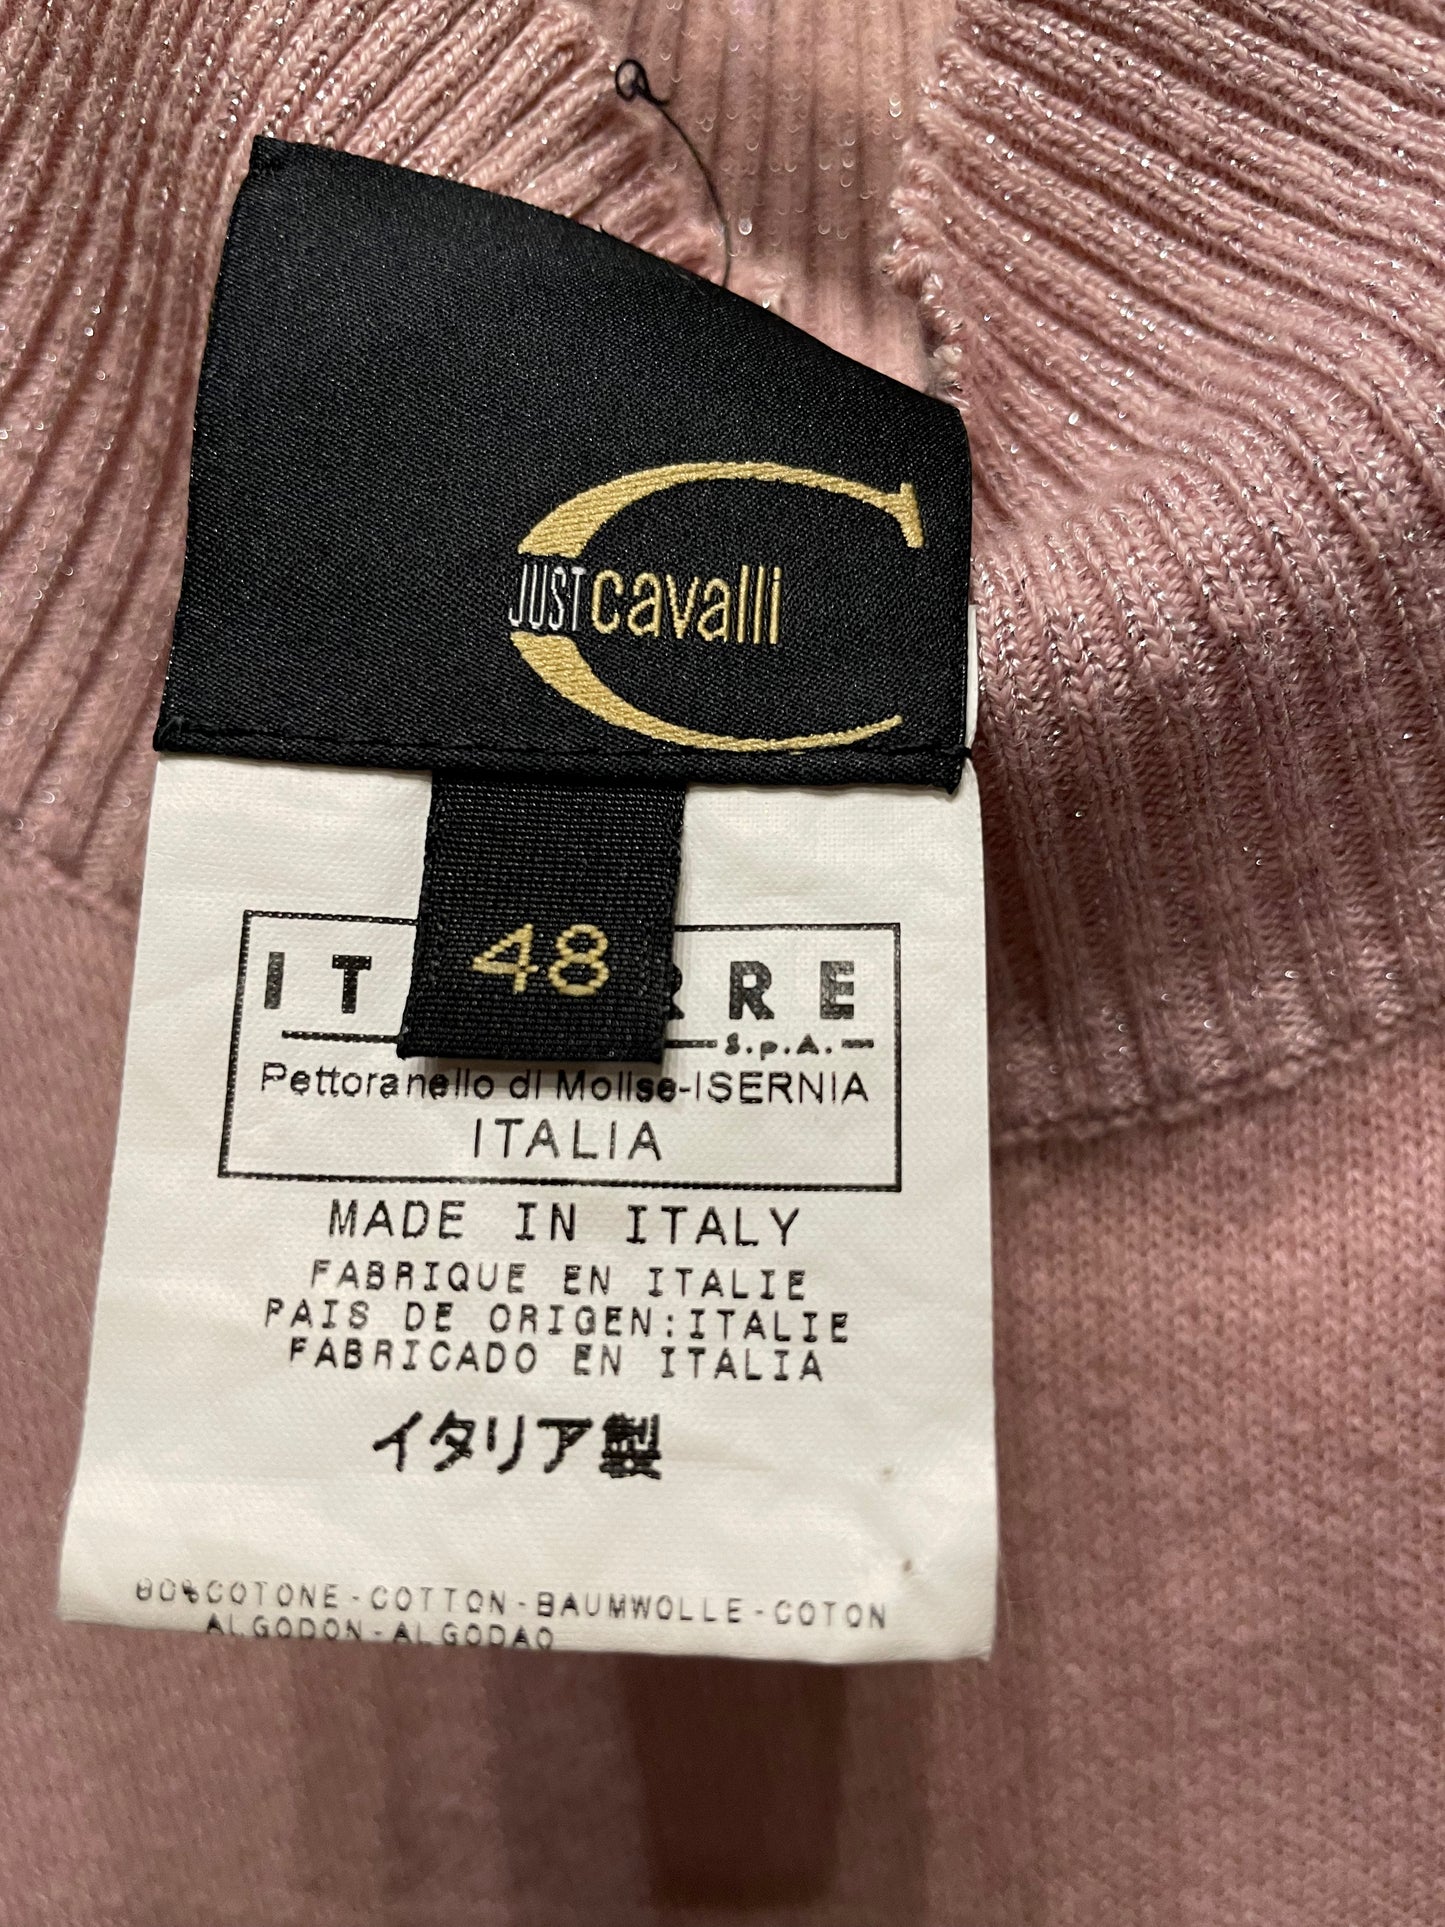 JUST cavalli
48
IT RRE
S.p.A.
Pettoranello di Molise-ISERNIA
ITALIA
MADE IN ITALY
FABRIQUE EN ITALIE
PAIS DE ORIGEN:ITALIE
FABRICADO EN ITALIA
イタリア製
80%COTONE-COTTON-BAUMWOLLE-COTON
ALGODON-ALGODAO